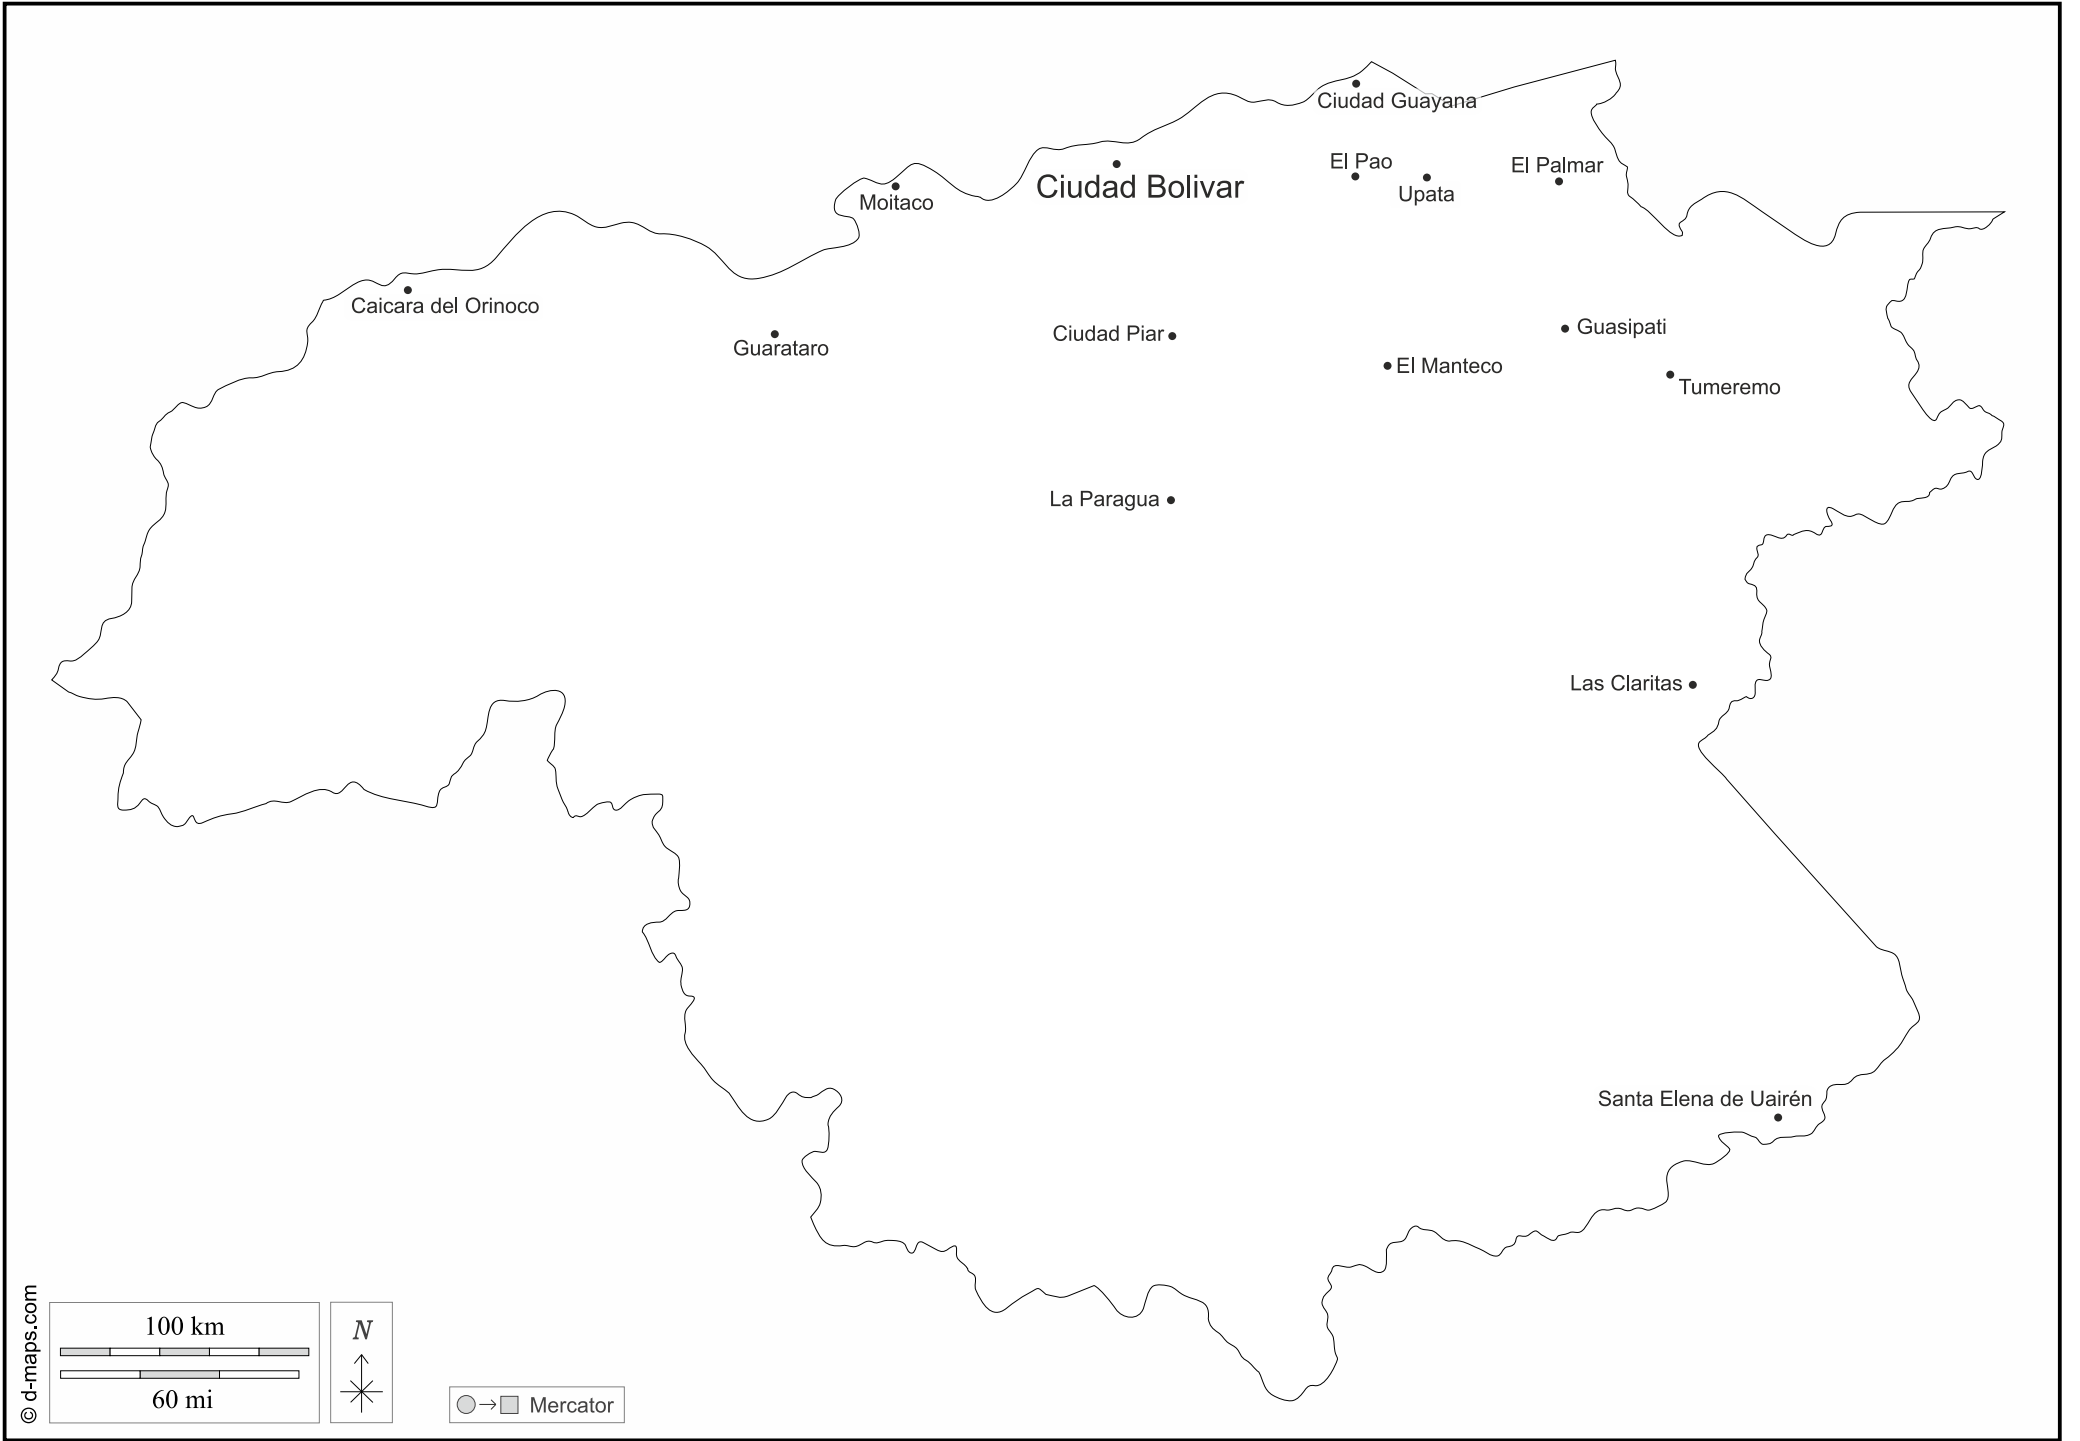 Ciudad Guayana
El Pao
El Palmar
Ciudad Bolivar
Upata
Moitaco
Caicara del Orinoco
Guasipati
Ciudad Piar
Guarataro
El Manteco
Tumeremo
La Paragua
Las Claritas
Santa Elena de Uairén
© d-maps.com
100 km
60 mi
N
Mercator